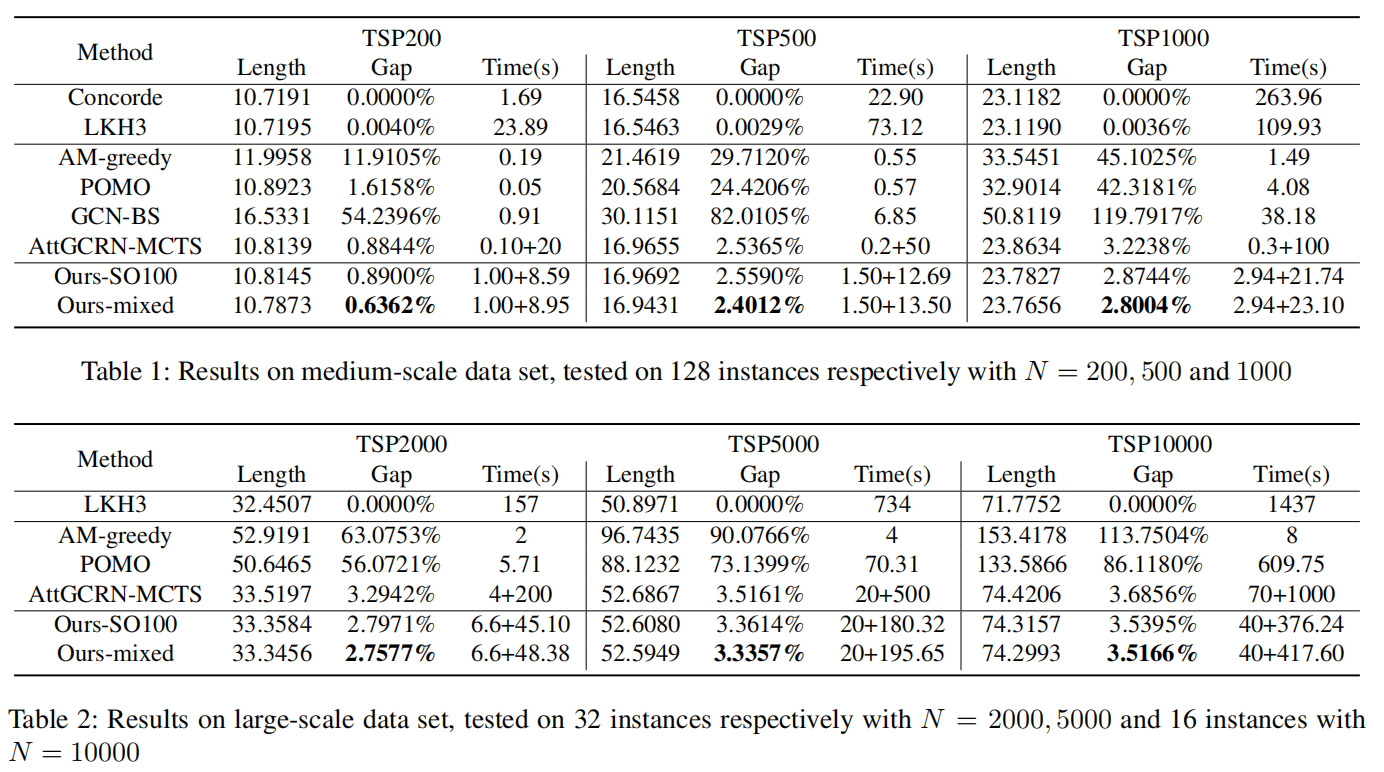 Method TSP200 TSP500 TSP1000
Length Gap Time(s) Length Gap Time(s) Length Gap Time(s)
Concorde 10.7191 0.0000% 1.69 16.5458 0.0000% 22.90 23.1182 0.0000% 263.96
LKH3 10.7195 0.0040% 23.89 16.5463 0.0029% 73.12 23.1190 0.0036% 109.93
AM-greedy 11.9958 11.9105% 0.19 21.4619 29.7120% 0.55 33.5451 45.1025% 1.49
POMO 10.8923 1.6158% 0.05 20.5684 24.4206% 0.57 32.9014 42.3181% 4.08
GCN-BS 16.5331 54.2396% 0.91 30.1151 82.0105% 6.85 50.8119 119.7917% 38.18
AttGCRN-MCTS 10.8139 0.8844% 0.10+20 16.9655 2.5365% 0.2+50 23.8634 3.2238% 0.3+100
Ours-SO100 10.8145 0.8900% 1.00+8.59 16.9692 2.5590% 1.50+12.69 23.7827 2.8744% 2.94+21.74
Ours-mixed 10.7873 0.6362% 1.00+8.95 16.9431 2.4012% 1.50+13.50 23.7656 2.8004% 2.94+23.10
Table 1: Results on medium-scale data set, tested on 128 instances respectively with N = 200, 500 and 1000
Method TSP2000 TSP5000 TSP10000
Length Gap Time(s) Length Gap Time(s) Length Gap Time(s)
LKH3 32.4507 0.0000% 157 50.8971 0.0000% 734 71.7752 0.0000% 1437
AM-greedy 52.9191 63.0753% 2 96.7435 90.0766% 4 153.4178 113.7504% 8
POMO 50.6465 56.0721% 5.71 88.1232 73.1399% 70.31 133.5866 86.1180% 609.75
AttGCRN-MCTS 33.5197 3.2942% 4+200 52.6867 3.5161% 20+500 74.4206 3.6856% 70+1000
Ours-SO100 33.3584 2.7971% 6.6+45.10 52.6080 3.3614% 20+180.32 74.3157 3.5395% 40+376.24
Ours-mixed 33.3456 2.7577% 6.6+48.38 52.5949 3.3357% 20+195.65 74.2993 3.5166% 40+417.60
Table 2: Results on large-scale data set, tested on 32 instances respectively with N = 2000, 5000 and 16 instances with
N = 10000